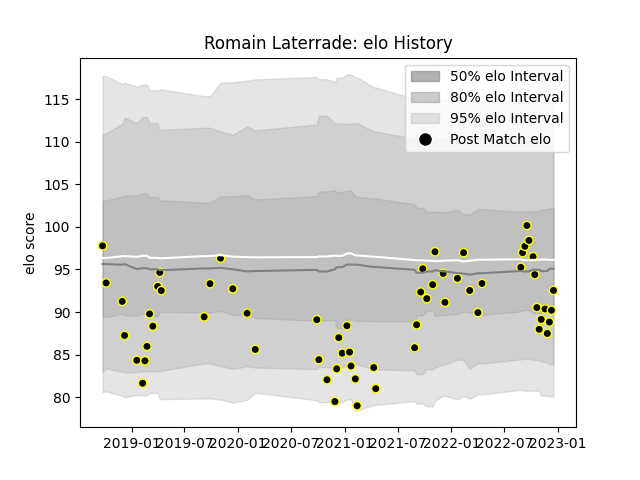 Romain Laterrade: elo History
50% elo Interval
80% elo Interval
95% elo Interval
Post Match elo
elo score
115
110
105
100
95
90
85
80
2019-01 2019-07 2020-01 2020-07 2021-01 2021-07 2022-01 2022-07 2023-01